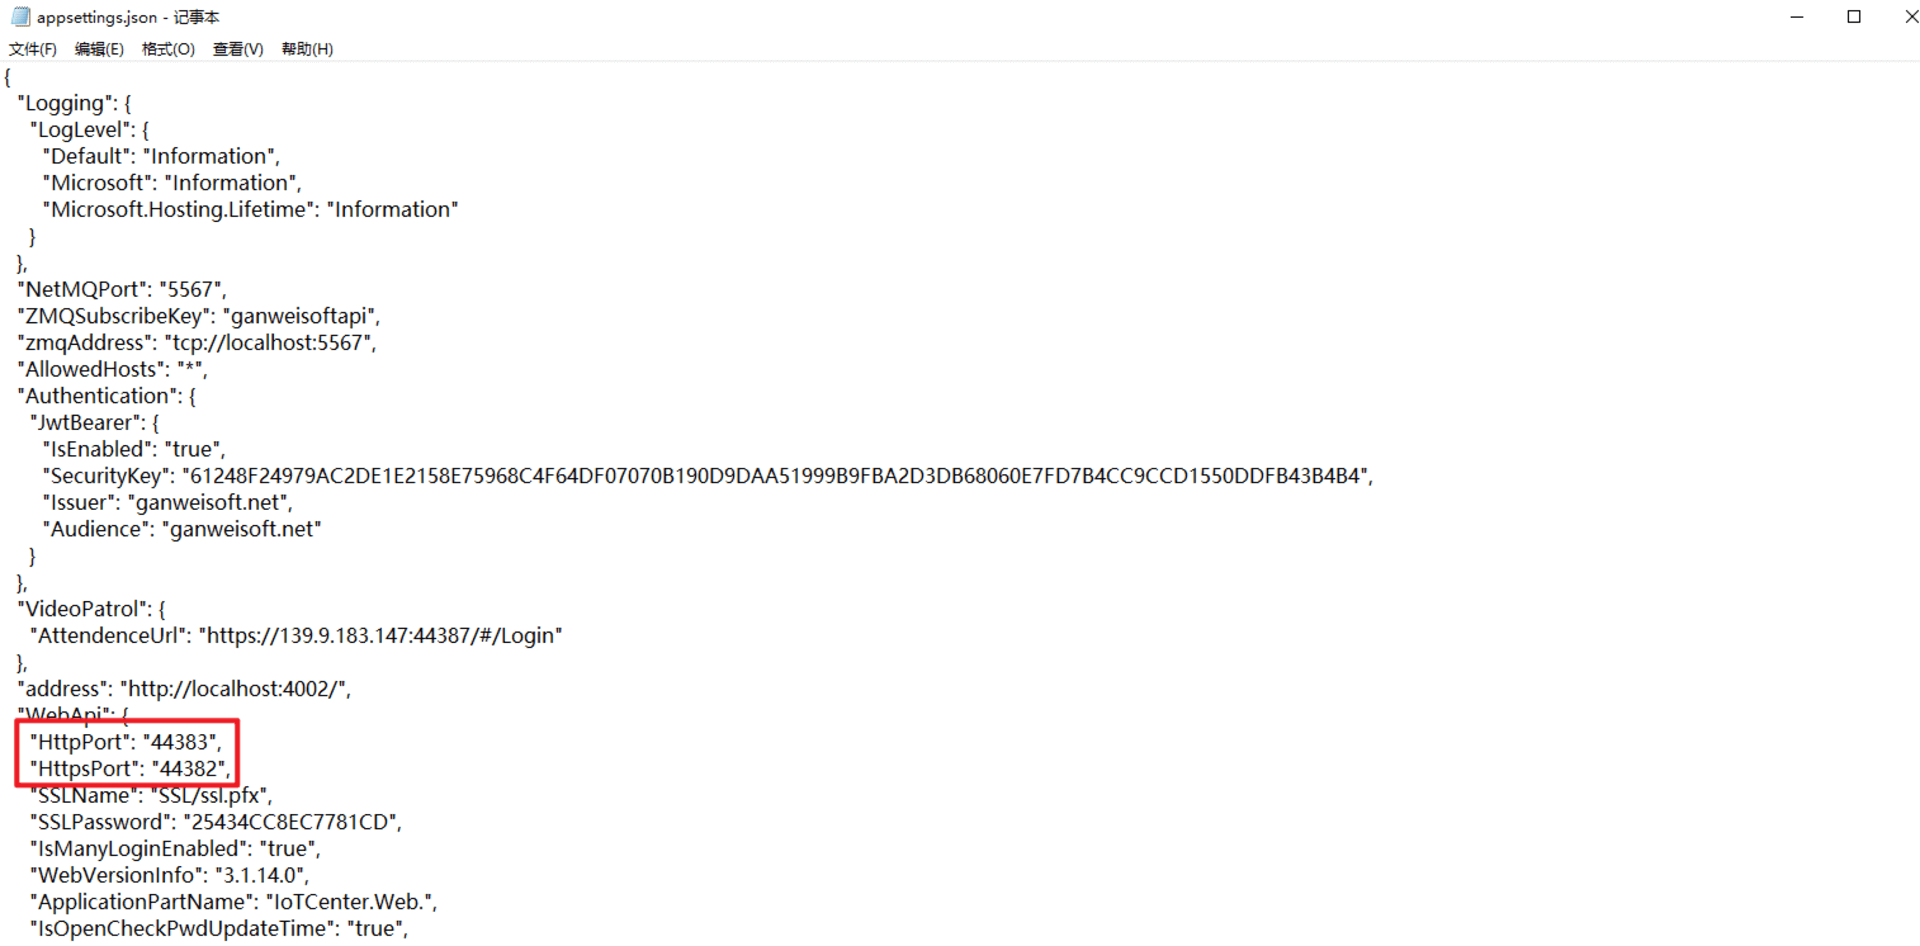 appsettings.json - 记事本
文件(F) 编辑(E) 格式(O) 查看(V) 帮助(H)
{
"Logging": {
"LogLevel": {
"Default": "Information",
"Microsoft": "Information",
"Microsoft.Hosting.Lifetime": "Information"
}
},
"NetMQPort": "5567",
"ZMQSubscribeKey": "ganweisoftapi",
"zmqAddress": "tcp://localhost:5567",
"AllowedHosts": "*",
"Authentication": {
"JwtBearer": {
"IsEnabled": "true",
"SecurityKey": "61248F24979AC2DE1E2158E75968C4F64DF07070B190D9DAA51999B9FBA2D3DB68060E7FD7B4CC9CCD1550DDFB43B4B4",
"Issuer": "ganweisoft.net",
"Audience": "ganweisoft.net"
}
},
"VideoPatrol": {
"AttendenceUrl": "https://139.9.183.147:44387/#/Login"
},
"address": "http://localhost:4002/",
"WebApi": {
"HttpPort": "44383",
"HttpsPort": "44382",
"SSLName": "SSL/ssl.pfx",
"SSLPassword": "25434CC8EC7781CD",
"IsManyLoginEnabled": "true",
"WebVersionInfo": "3.1.14.0",
"ApplicationPartName": "IoTCenter.Web.",
"IsOpenCheckPwdUpdateTime": "true",